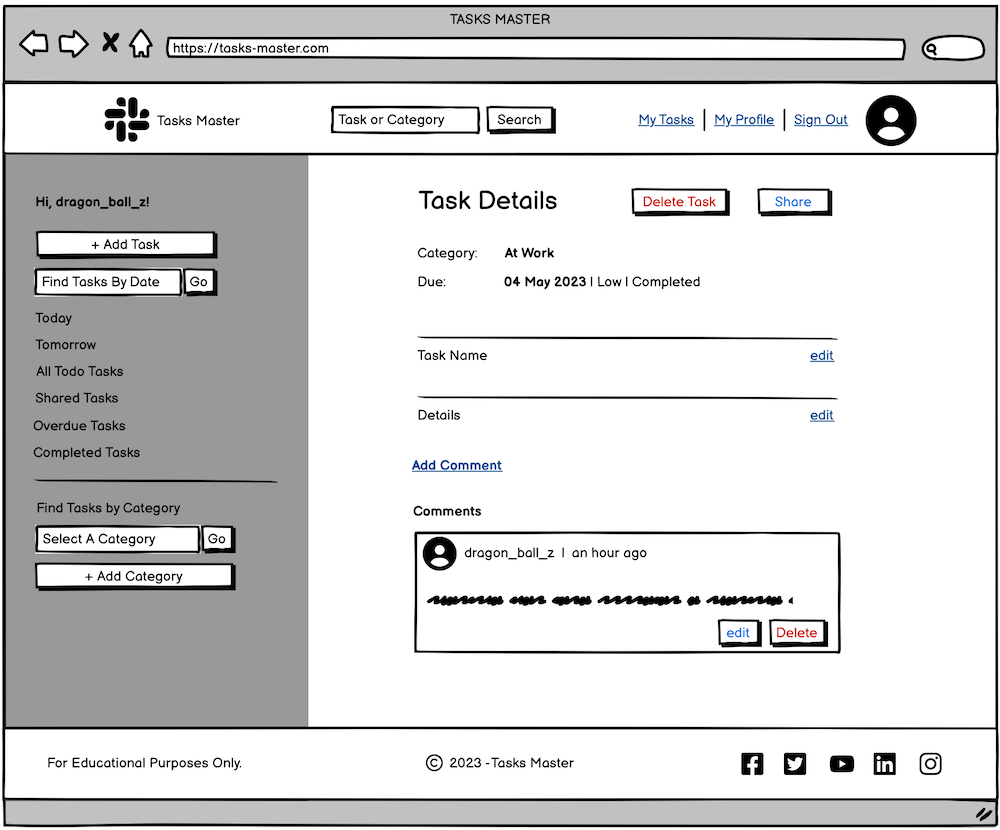 TASKS MASTER
https://tasks-master.com
Tasks Master
Task or Category
Search
My Tasks
My Profile
Sign Out
Hi, dragon_ball_z!
+ Add Task
Find Tasks By Date
Go
Today
Tomorrow
All Todo Tasks
Shared Tasks
Overdue Tasks
Completed Tasks
Find Tasks by Category
Select A Category
Go
+ Add Category
Task Details
Delete Task
Share
Category: At Work
Due: 04 May 2023 | Low | Completed
Task Name
edit
Details
edit
Add Comment
Comments
dragon_ball_z | an hour ago
edit
Delete
For Educational Purposes Only.
© 2023 -Tasks Master